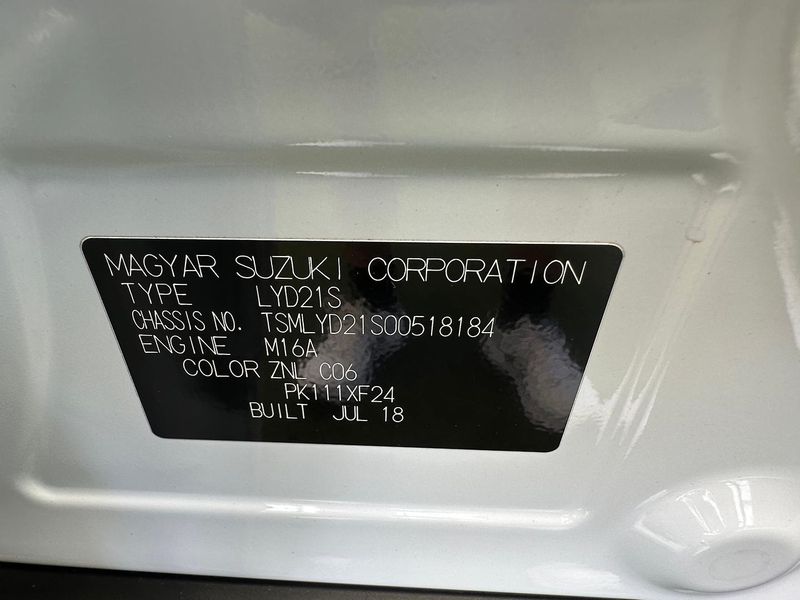 MAGYAR SUZUKI CORPORATION
TYPE LYD21S
CHASSIS NO. TSMLYD21S00518184
ENGINE M16A
COLOR ZNL C06
PK111XF24
BUILT JUL 18